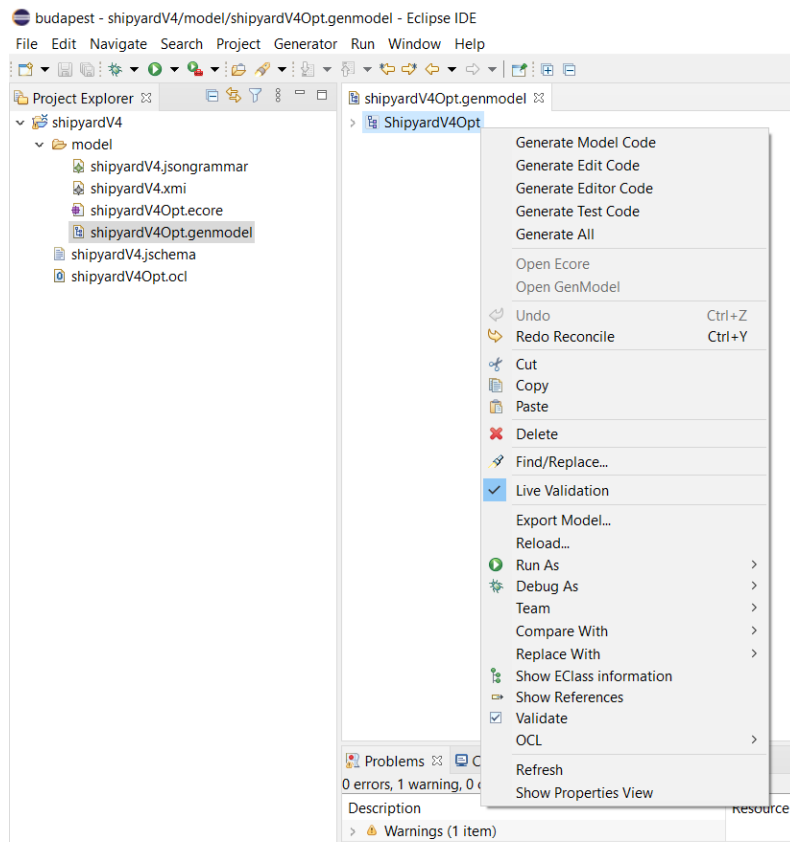 budapest - shipyardV4/model/shipyardV4Opt.genmodel - Eclipse IDE
File Edit Navigate Search Project Generator Run Window Help
Project Explorer
shipyardV4
model
shipyardV4.jsongrammar
shipyardV4.xmi
shipyardV4Opt.ecore
shipyardV4Opt.genmodel
shipyardV4.jschema
shipyardV4Opt.ocl
shipyardV4Opt.genmodel
ShipyardV4Opt
Generate Model Code
Generate Edit Code
Generate Editor Code
Generate Test Code
Generate All
Open Ecore
Open GenModel
Undo Ctrl+Z
Redo Reconcile Ctrl+Y
Cut
Copy
Paste
Delete
Find/Replace...
Live Validation
Export Model...
Reload...
Run As
Debug As
Team
Compare With
Replace With
Show EClass information
Show References
Validate
OCL
Refresh
Show Properties View
Problems C
0 errors, 1 warning, 0
Description Resource
Warnings (1 item)